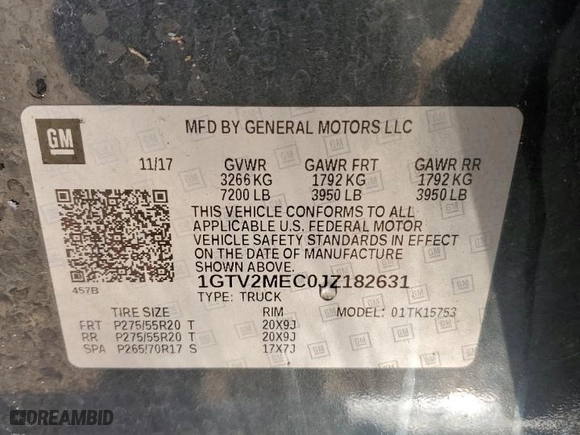 GM
MFD BY GENERAL MOTORS LLC
11/17 GVWR GAWR FRT GAWR RR
3266 KG 1792 KG 1792 KG
7200 LB 3950 LB 3950 LB
THIS VEHICLE CONFORMS TO ALL
APPLICABLE U.S. FEDERAL MOTOR
VEHICLE SAFETY STANDARDS IN EFFECT
ON THE DATE OF MANUFACTURE
SHOWN ABOVE.
457B
1GTV2MEC0JZ182631
TYPE: TRUCK
TIRE SIZE RIM MODEL: 01TK15753
FRT P275/55R20 T 20X9J
RR P275/55R20 T 20X9J
SPA P265/70R17 S 17X7J
DREAMBID